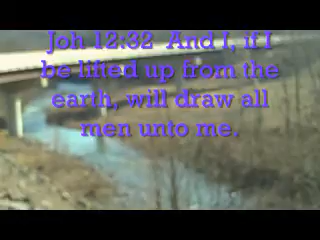 Joh 12:32 And I, if I
be lifted up from the
earth, will draw all
men unto me.